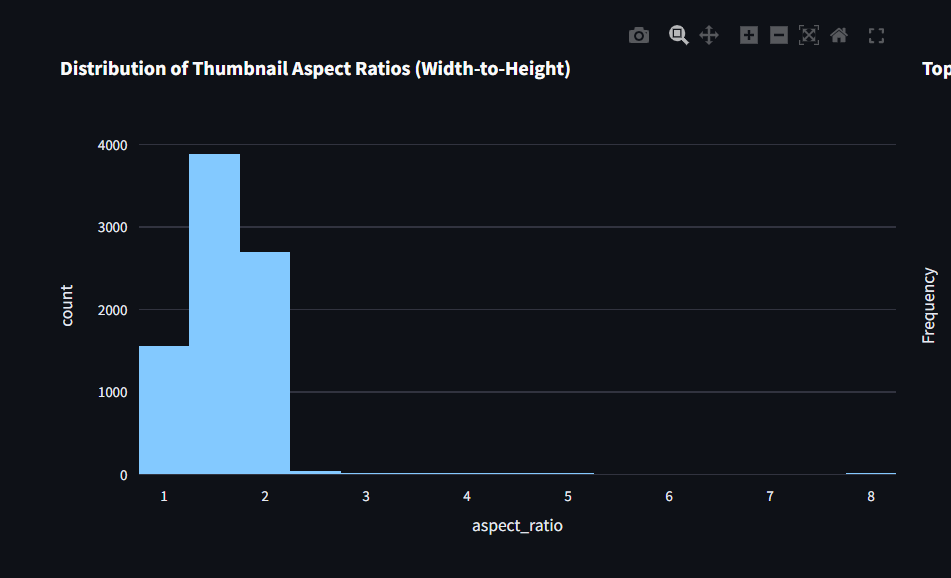 Distribution of Thumbnail Aspect Ratios (Width-to-Height)
Top
4000
3000
2000
1000
0
count
1
2
3
4
5
6
7
8
aspect_ratio
Frequency